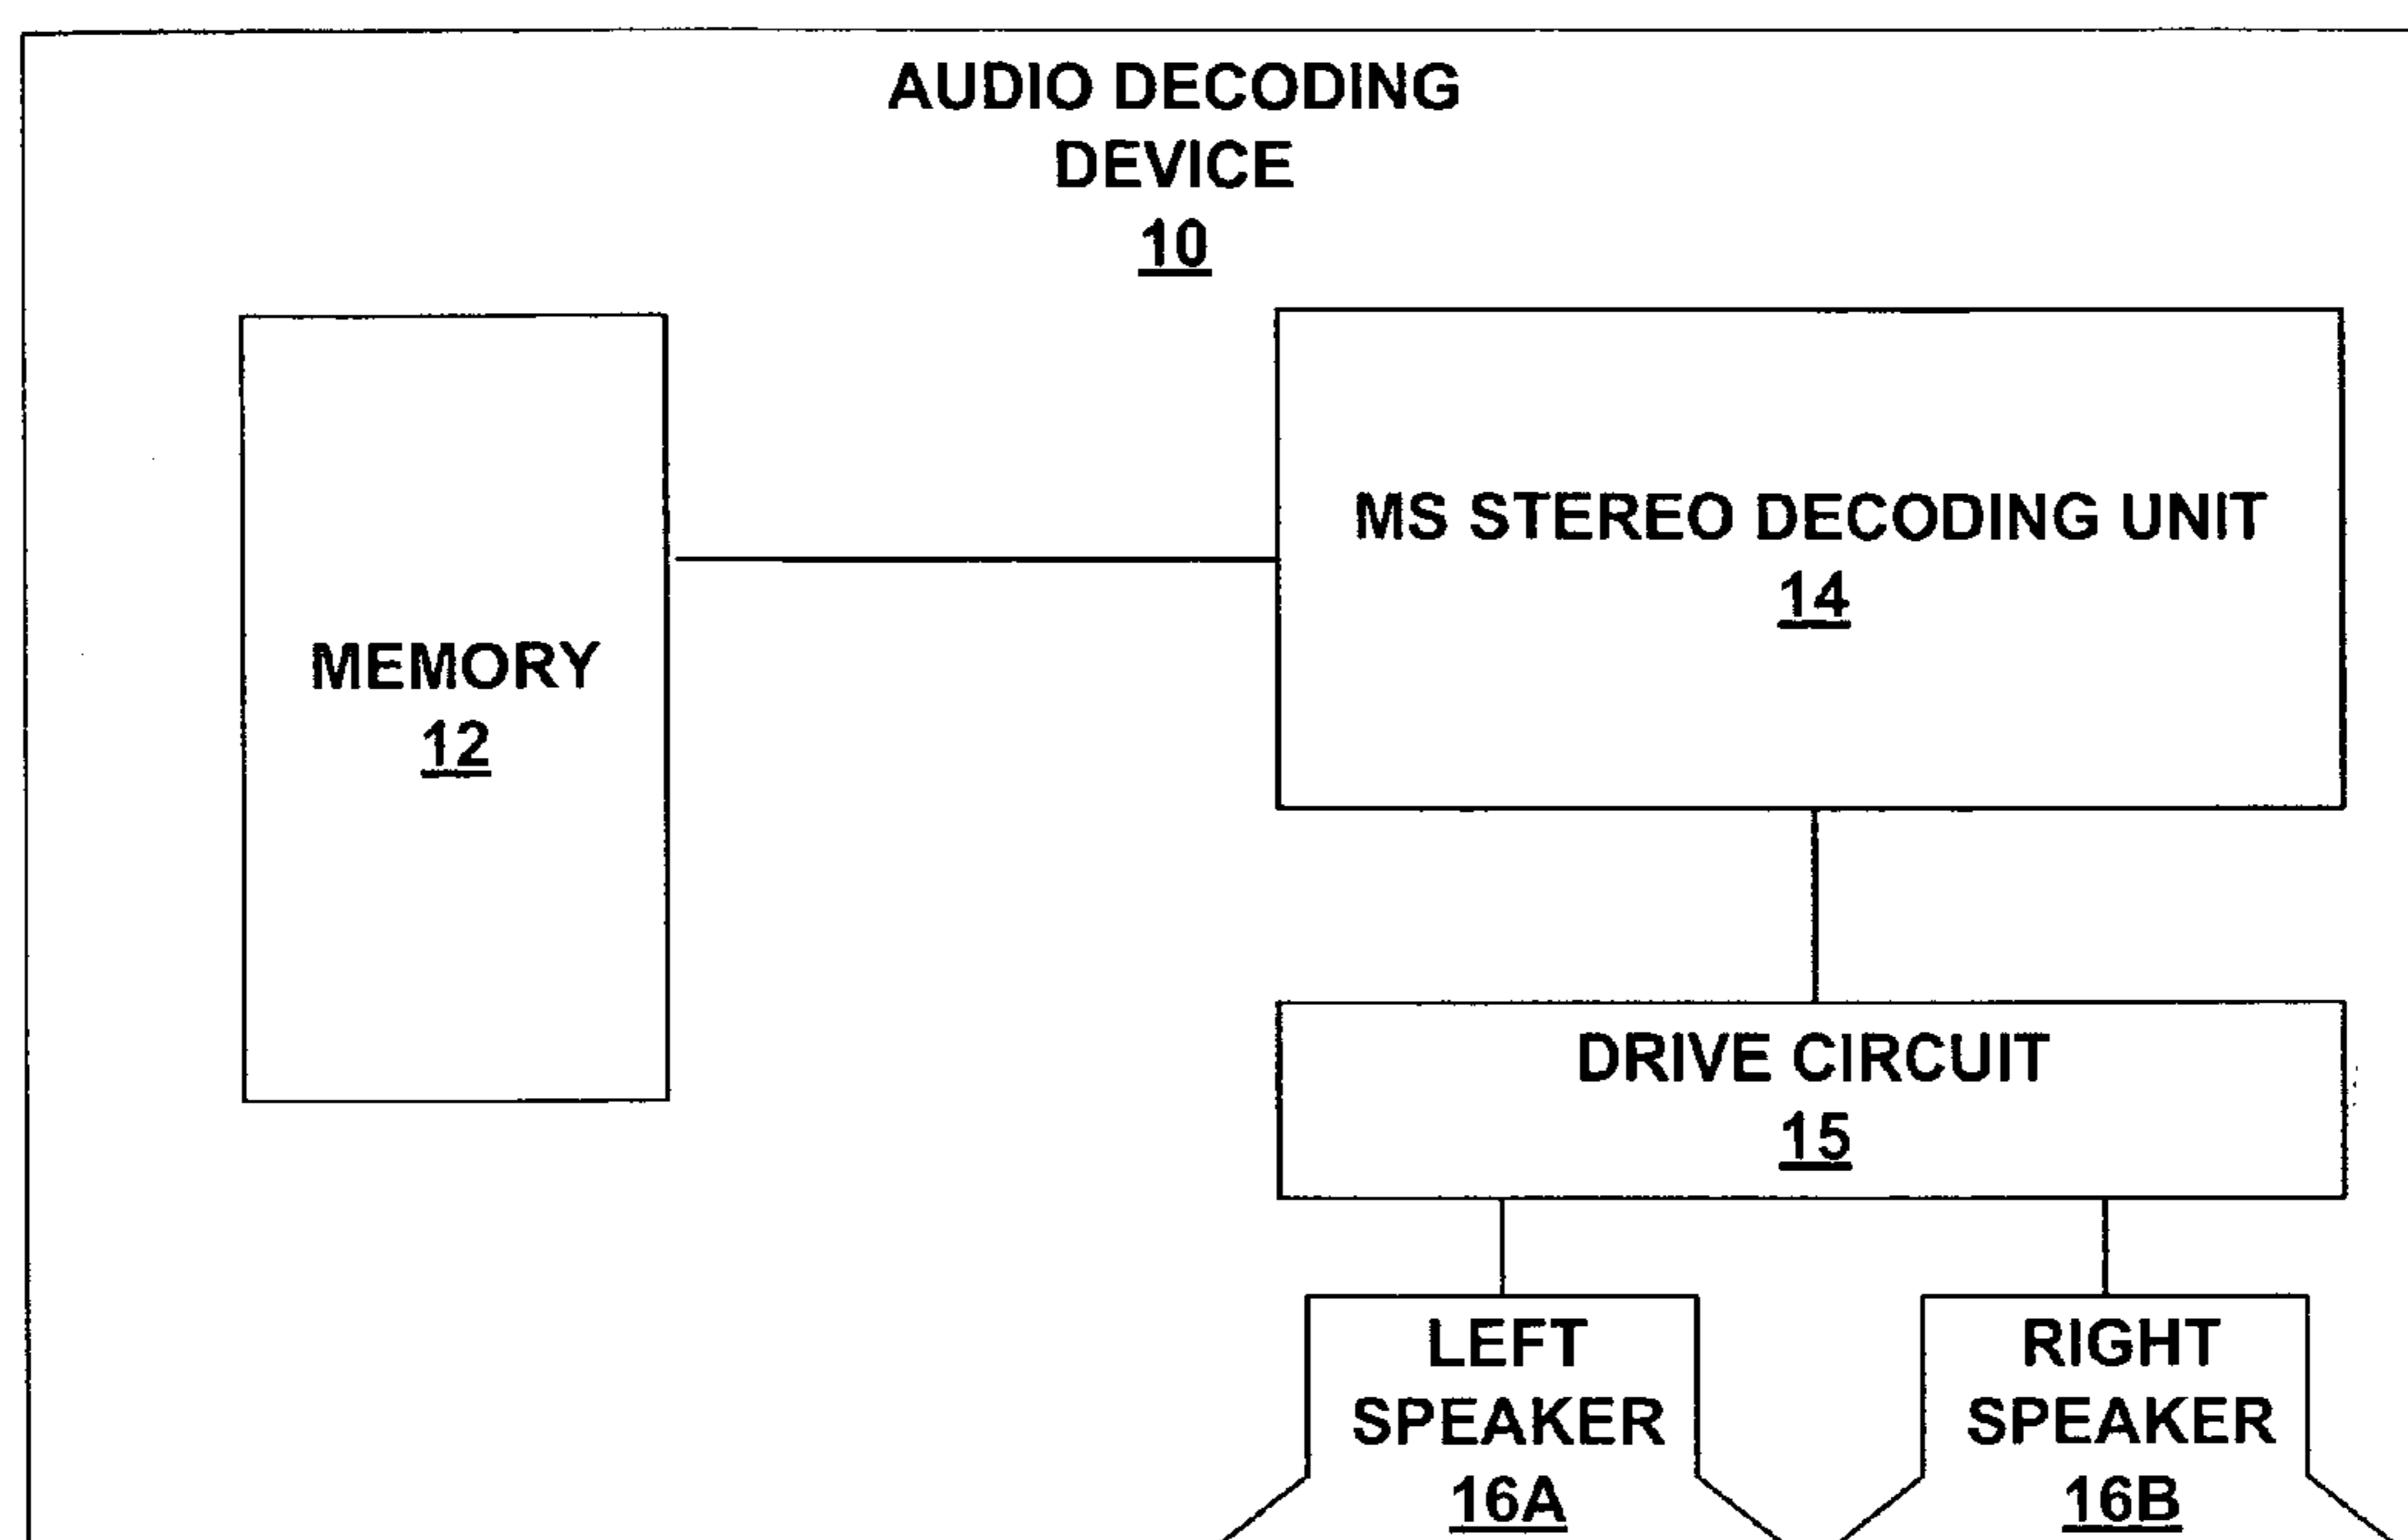 AUDIO DECODING
DEVICE
10
MEMORY
12
MS STEREO DECODING UNIT
14
DRIVE CIRCUIT
15
LEFT
SPEAKER
16A
RIGHT
SPEAKER
16B